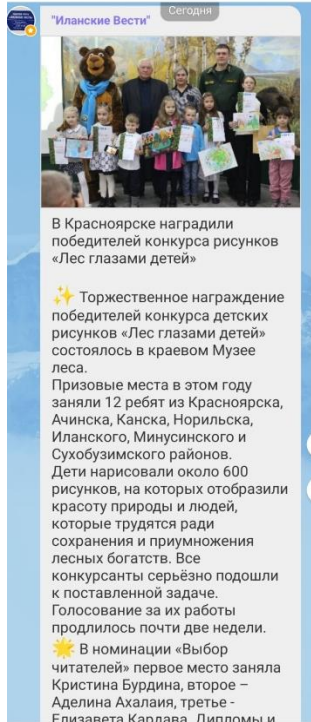 Сегодня
"Иланские Вести"
В Красноярске наградили
победителей конкурса рисунков
«Лес глазами детей»
✨ Торжественное награждение
победителей конкурса детских
рисунков «Лес глазами детей»
состоялось в краевом Музее
леса.
Призовые места в этом году
заняли 12 ребят из Красноярска,
Ачинска, Канска, Норильска,
Иланского, Минусинского и
Сухобузимского районов.
Дети нарисовали около 600
рисунков, на которых отобразили
красоту природы и людей,
которые трудятся ради
сохранения и приумножения
лесных богатств. Все
конкурсанты серьёзно подошли
к поставленной задаче.
Голосование за их работы
продлилось почти две недели.
🌟 В номинации «Выбор
читателей» первое место заняла
Кристина Бурдина, второе –
Аделина Ахалаия, третье -
Елизавета Кардава. Дипломы и